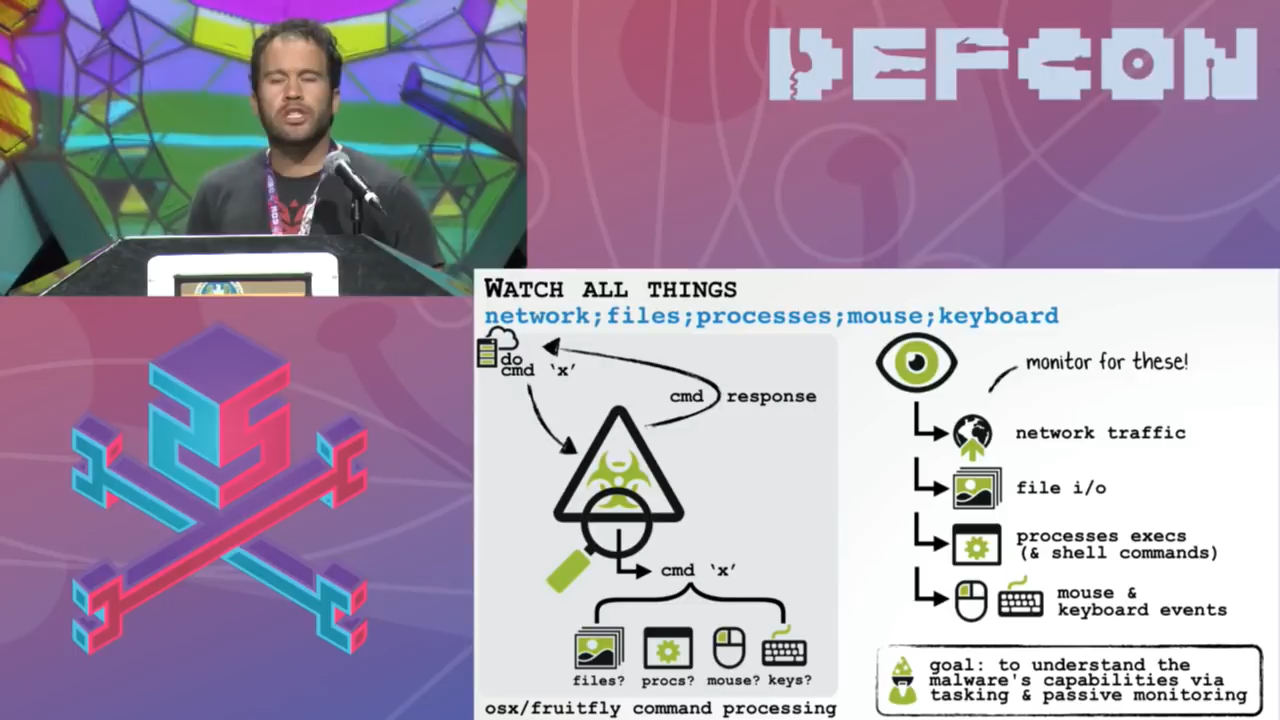 DEFCON
WATCH ALL THINGS
network;files;processes;mouse;keyboard
do
cmd 'x'
cmd response
cmd 'x'
files? procs? mouse? keys?
osx/fruitfly command processing
monitor for these!
network traffic
file i/o
processes execs
(& shell commands)
mouse &
keyboard events
goal: to understand the
malware's capabilities via
tasking & passive monitoring